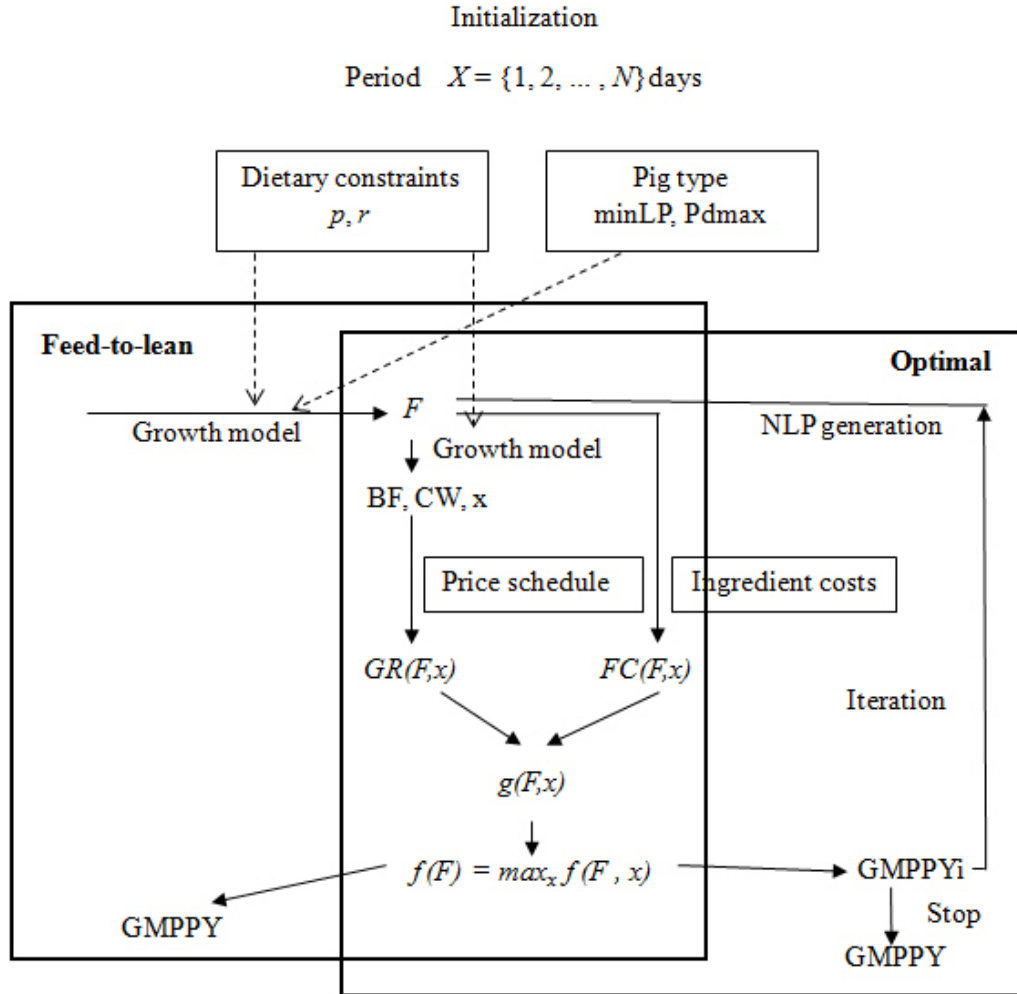 Initialization
Period X = {1, 2, ... , N} days
Dietary constraints
p, r
Pig type
minLP, Pdmax
Feed-to-lean
Optimal
F
Growth model
NLP generation
Growth model
BF, CW, x
Price schedule
Ingredient costs
GR(F,x)
FC(F,x)
Iteration
g(F,x)
f(F) = maxₓ f(F , x)
GMPPYi
Stop
GMPPY
GMPPY